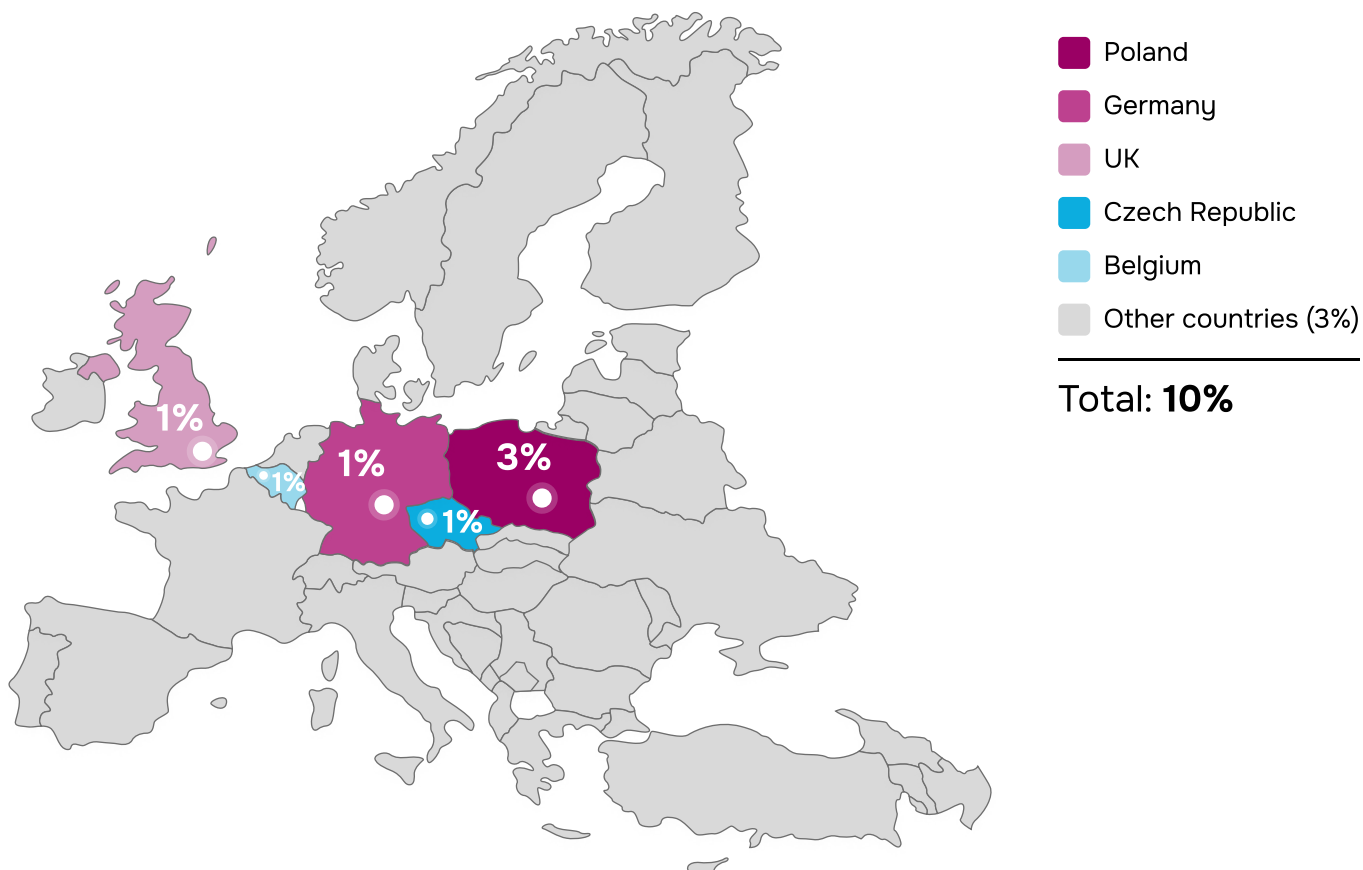 Poland
Germany
UK
Czech Republic
Belgium
Other countries (3%)
Total: 10%
1%
1%
3%
1%
1%